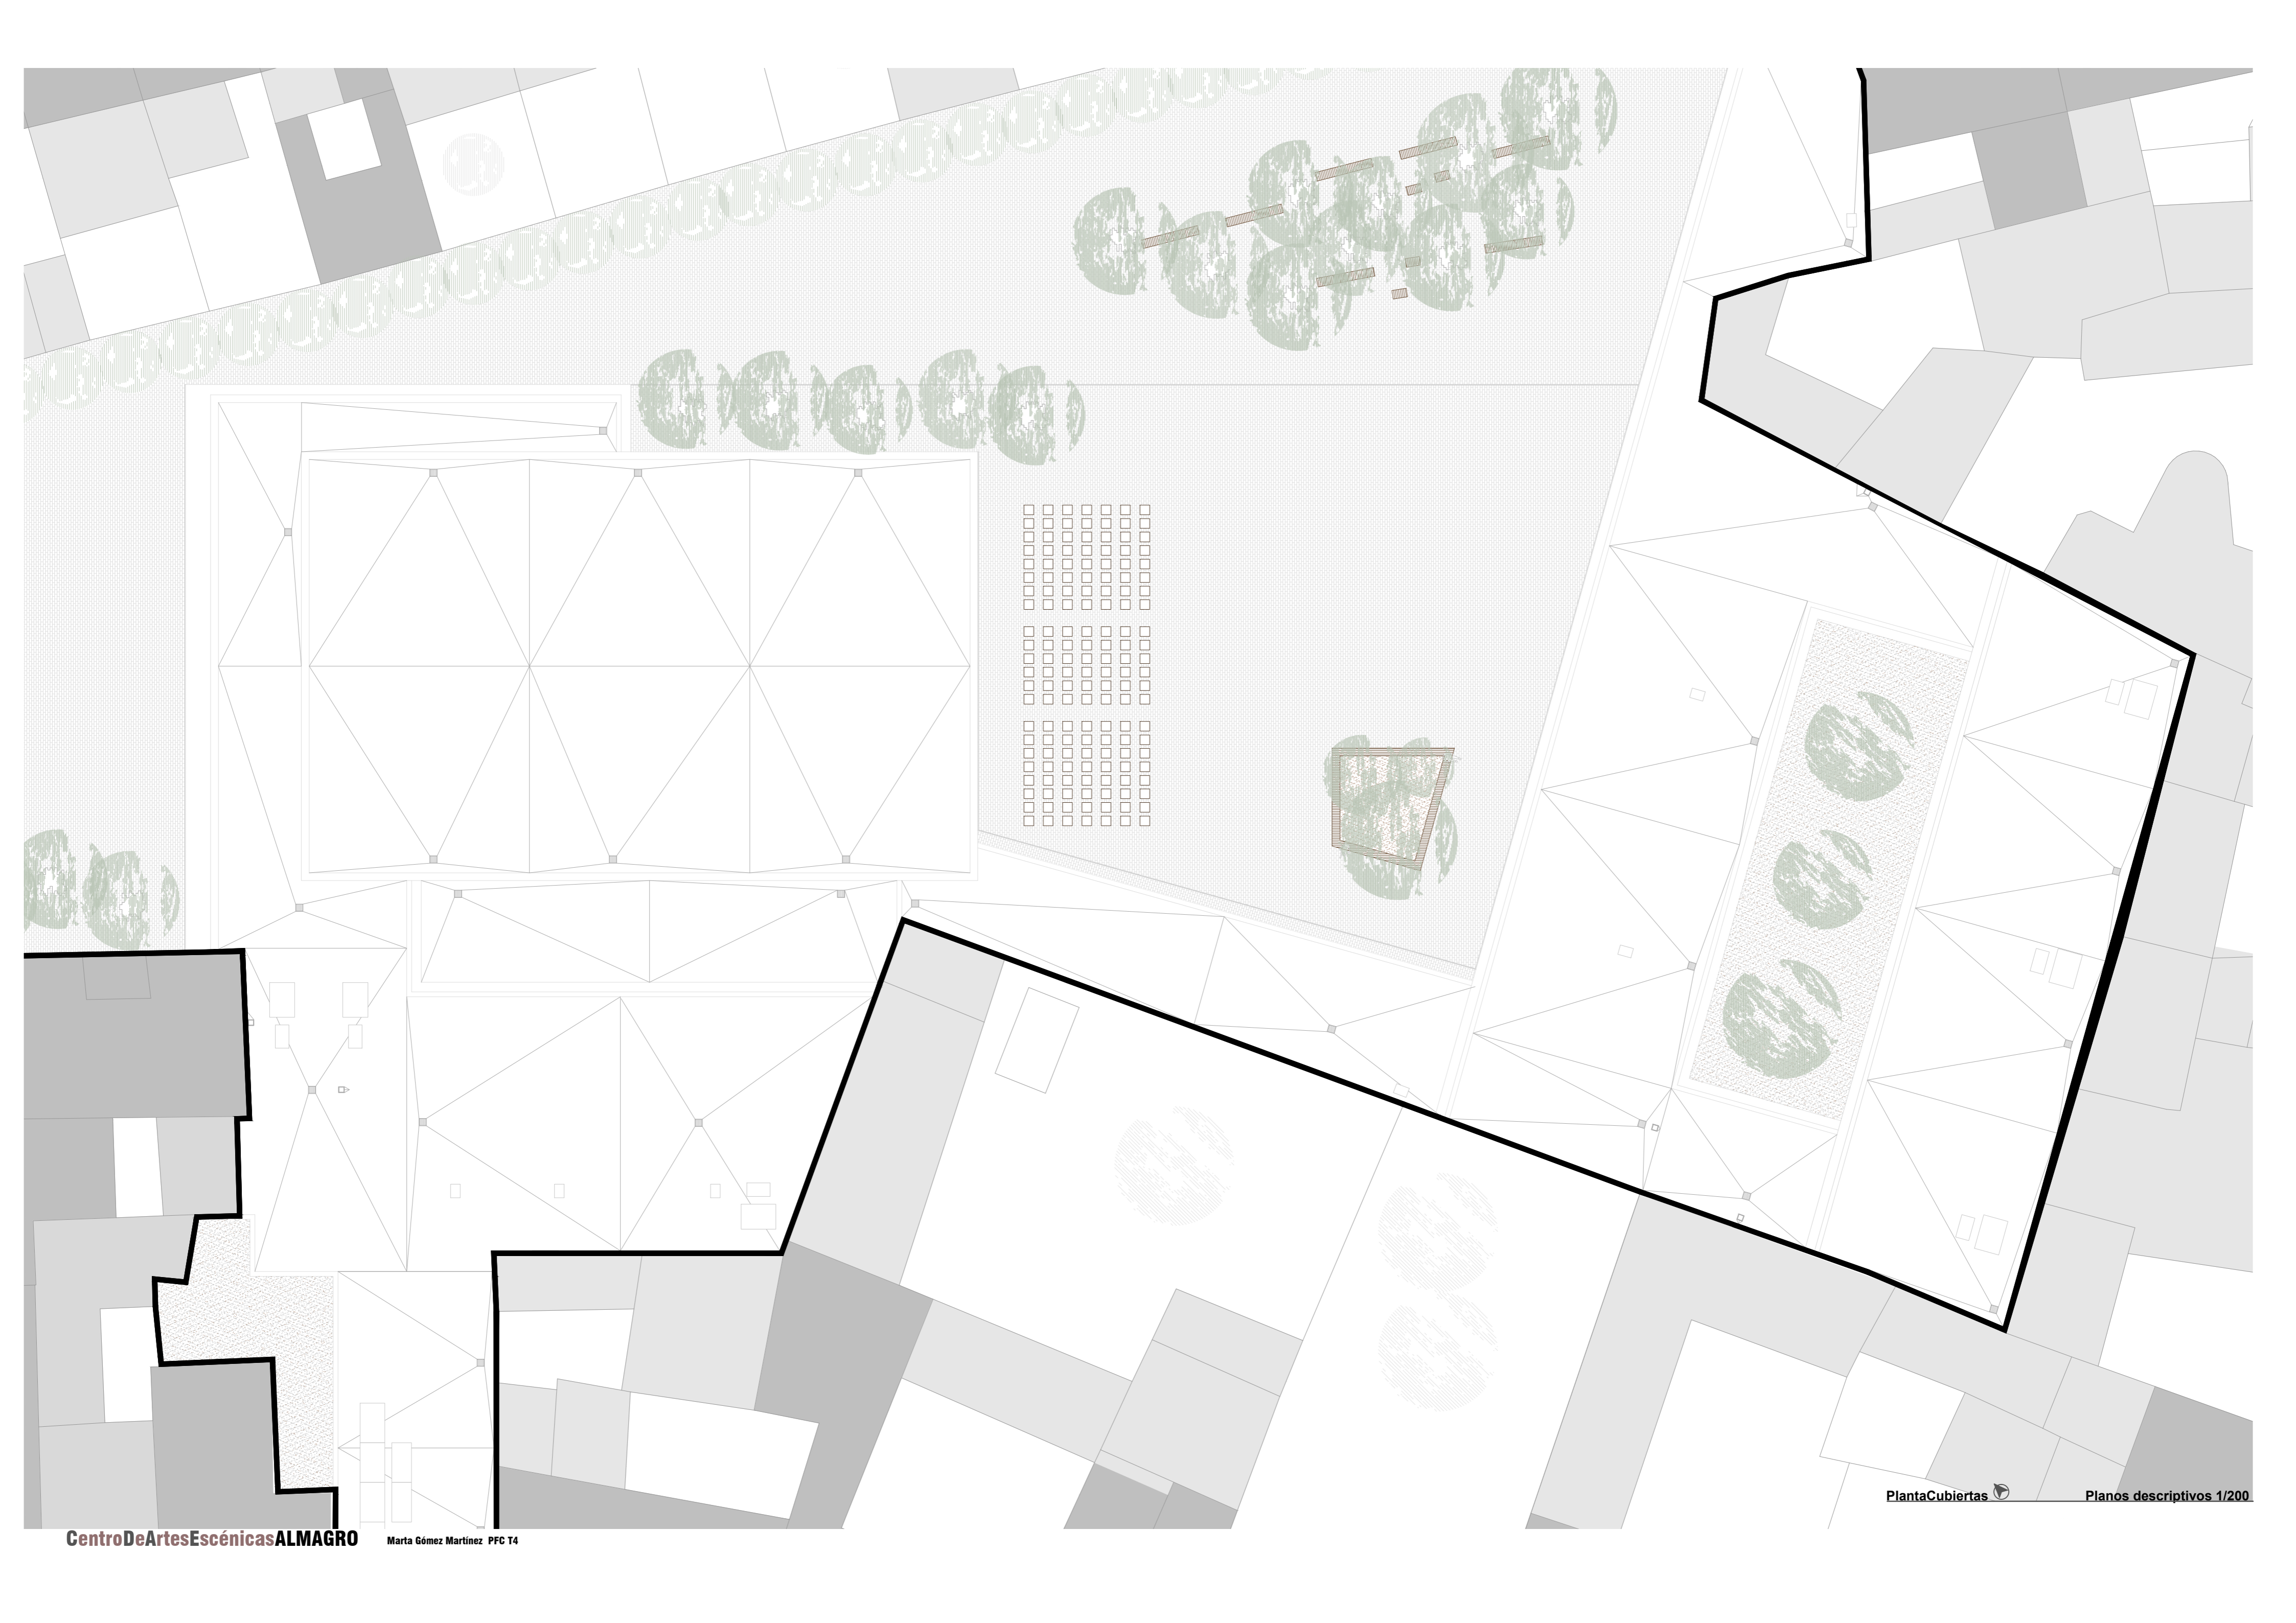 PlantaCubiertas
Planos descriptivos 1/200
CentroDeArtesEscénicasALMAGRO
Marta Gómez Martínez PFC T4